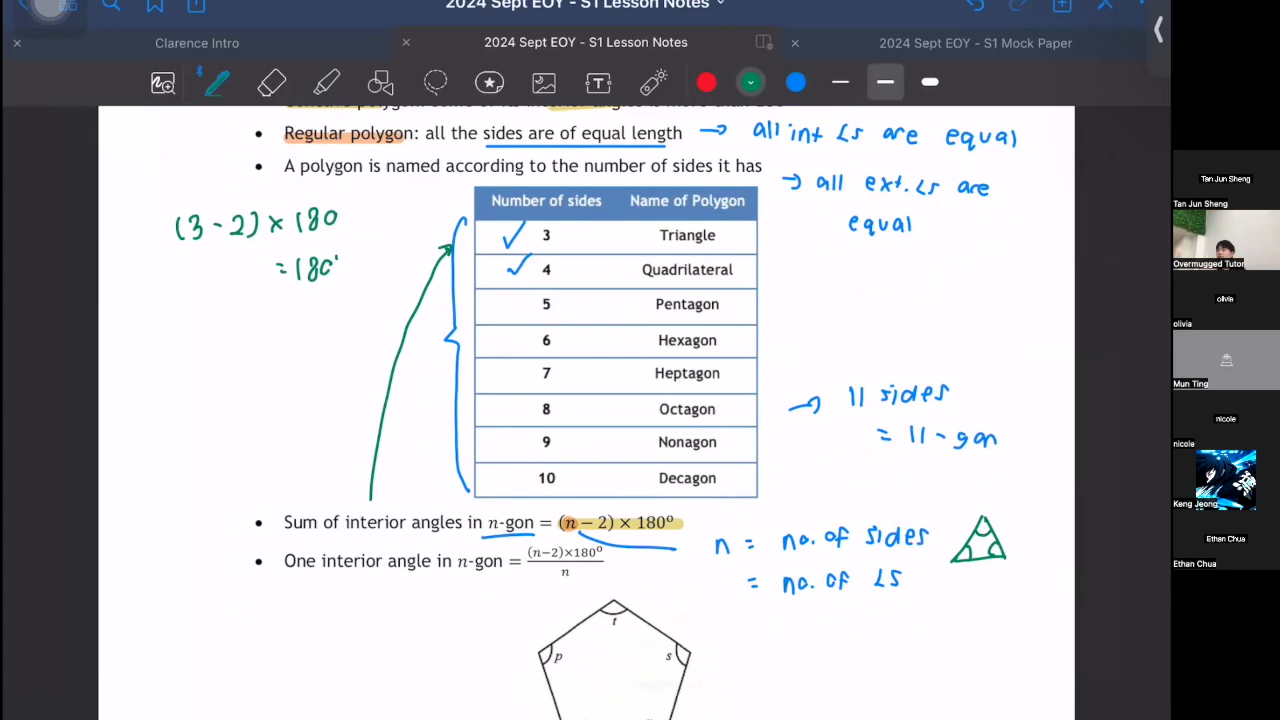 2024 Sept EOY - S1 Lesson Notes
Clarence Intro
2024 Sept EOY - S1 Lesson Notes
2024 Sept EOY - S1 Mock Paper
• Regular polygon: all the sides are of equal length → all int ∠s are equal
• A polygon is named according to the number of sides it has
→ all ext. ∠s are
equal
(3-2) × 180
= 180°
Number of sides Name of Polygon
3 Triangle
4 Quadrilateral
5 Pentagon
6 Hexagon
7 Heptagon
8 Octagon
9 Nonagon
10 Decagon
→ 11 sides
= 11-gon
• Sum of interior angles in n-gon = (n − 2) × 180°
• One interior angle in n-gon = (n−2)×180° / n
n = no. of sides
= no. of ∠s
t
p
s
Tan Jun Sheng
Tan Jun Sheng
Overmugged Tutor
olivia
olivia
Mun Ting
nicole
nicole
Keng Jeong
Ethan Chua
Ethan Chua